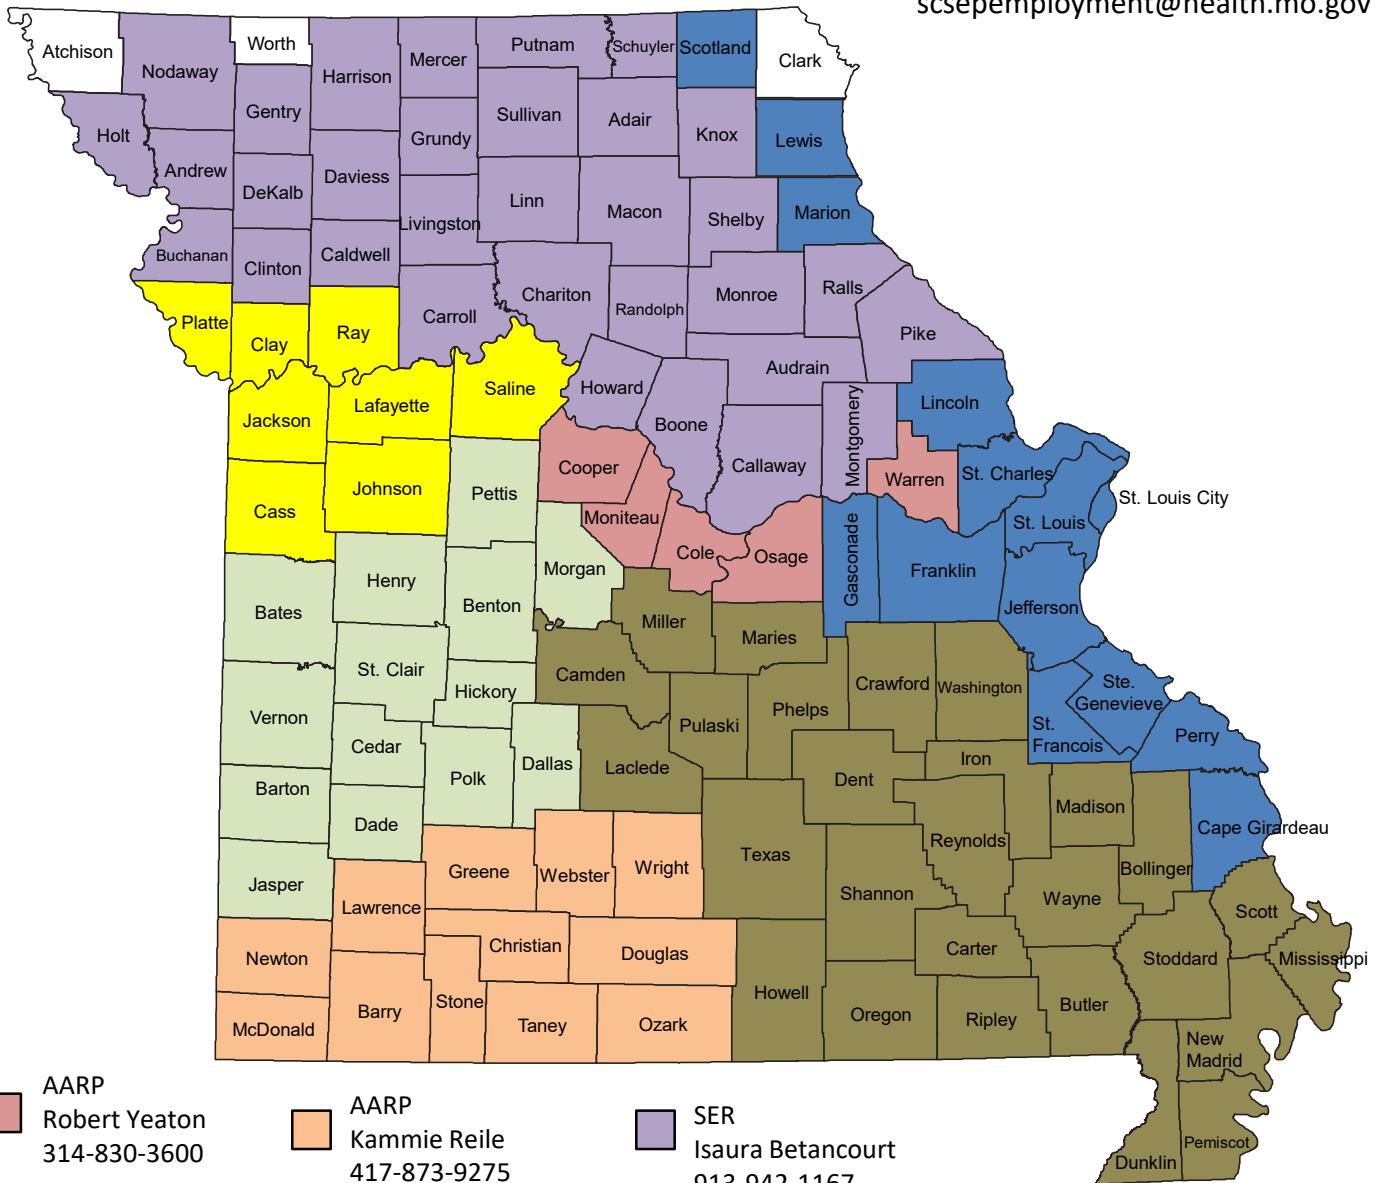 scsepemployment@health.mo.gov
Atchison
Nodaway
Worth
Harrison
Mercer
Putnam
Schuyler
Scotland
Clark
Holt
Andrew
Gentry
DeKalb
Daviess
Grundy
Sullivan
Adair
Knox
Lewis
Buchanan
Clinton
Caldwell
Livingston
Linn
Macon
Shelby
Marion
Platte
Clay
Ray
Carroll
Chariton
Randolph
Monroe
Ralls
Pike
Jackson
Lafayette
Saline
Howard
Boone
Audrain
Callaway
Montgomery
Lincoln
Warren
St. Charles
St. Louis City
St. Louis
Cass
Johnson
Pettis
Cooper
Moniteau
Cole
Osage
Gasconade
Franklin
Jefferson
Bates
Henry
Benton
Morgan
Miller
Maries
Camden
St. Clair
Hickory
Vernon
Cedar
Polk
Dallas
Laclede
Pulaski
Phelps
Crawford
Washington
St.
Francois
Ste.
Genevieve
Perry
Barton
Dade
Dent
Iron
Madison
Cape Girardeau
Bollinger
Reynolds
Jasper
Lawrence
Greene
Webster
Wright
Texas
Shannon
Wayne
Scott
Newton
Christian
Douglas
Carter
Stoddard
Mississippi
McDonald
Barry
Stone
Taney
Ozark
Howell
Oregon
Ripley
Butler
New
Madrid
Pemiscot
Dunklin
AARP
Robert Yeaton
314-830-3600
AARP
Kammie Reile
417-873-9275
SER
Isaura Betancourt
913-942-1167